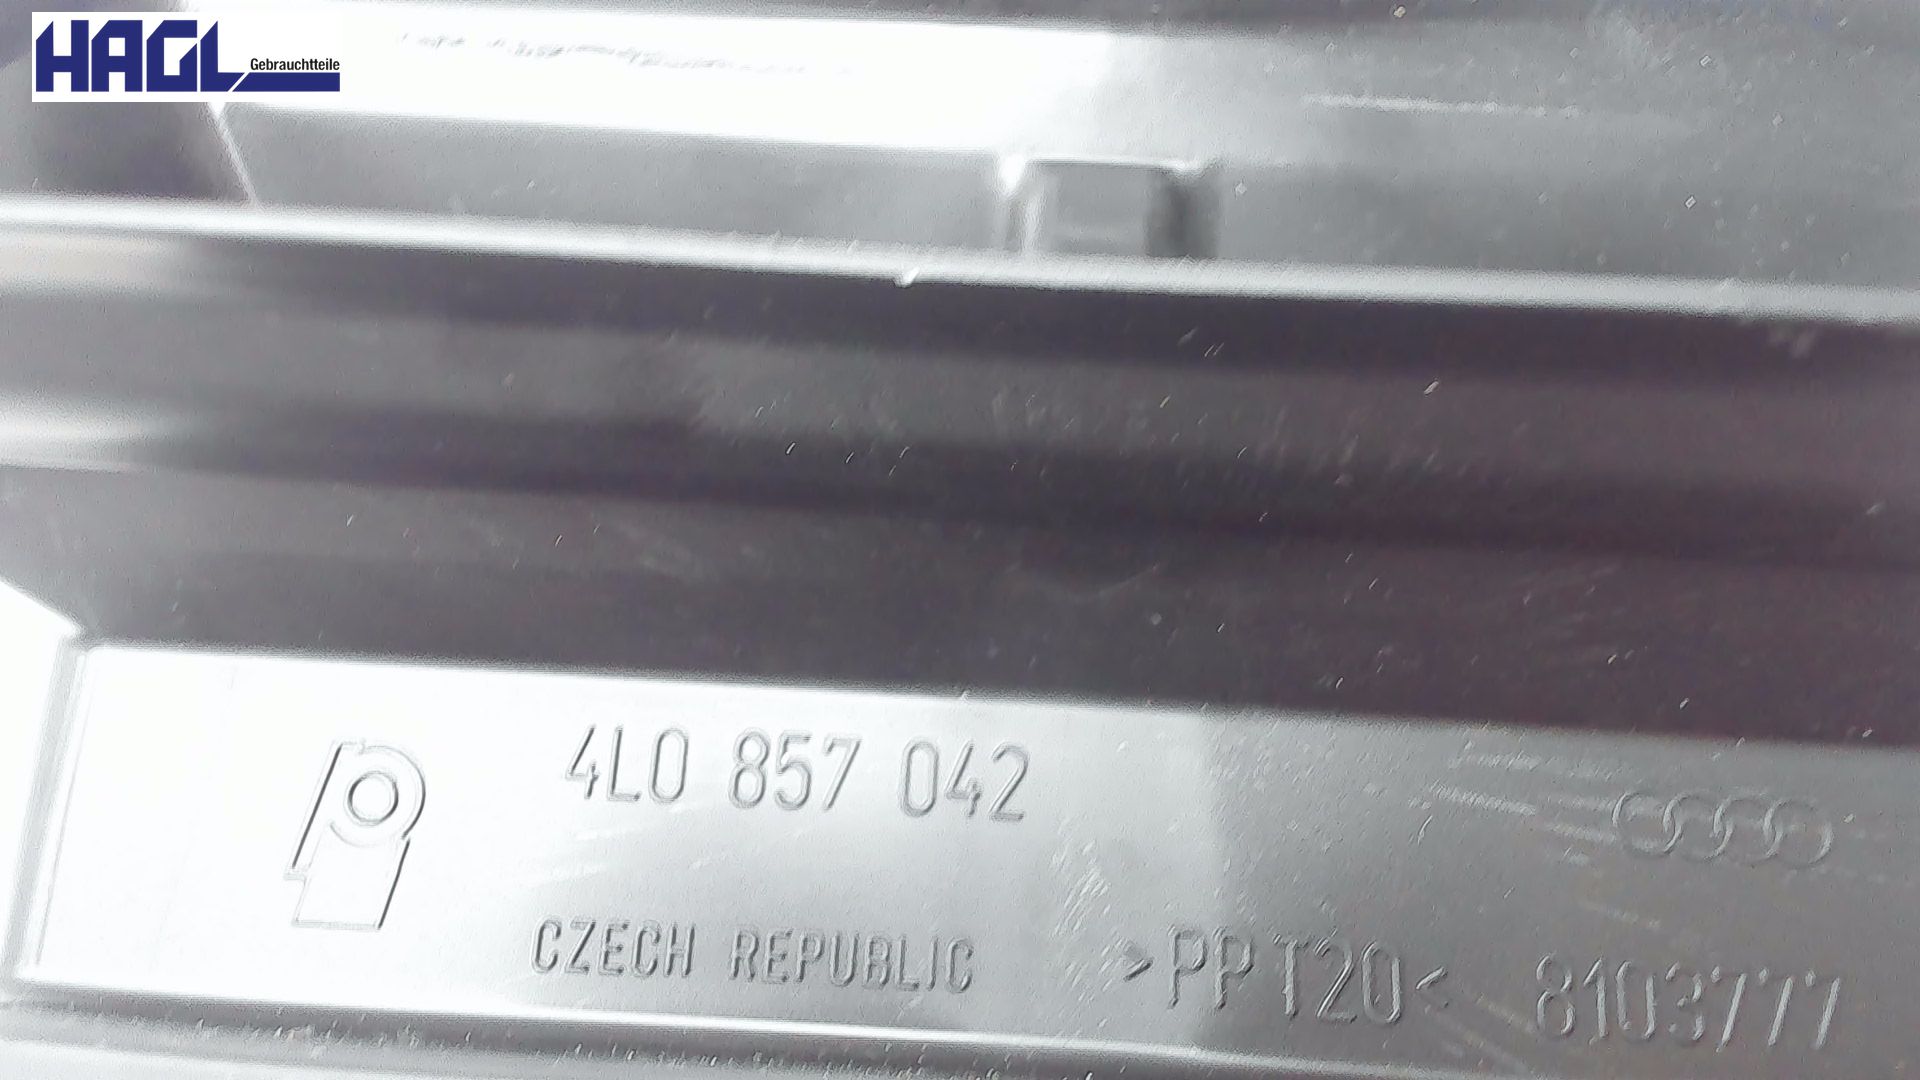 HAGL
Gebrauchtteile
4L0 857 042
CZECH REPUBLIC
>PP T20<
8103777